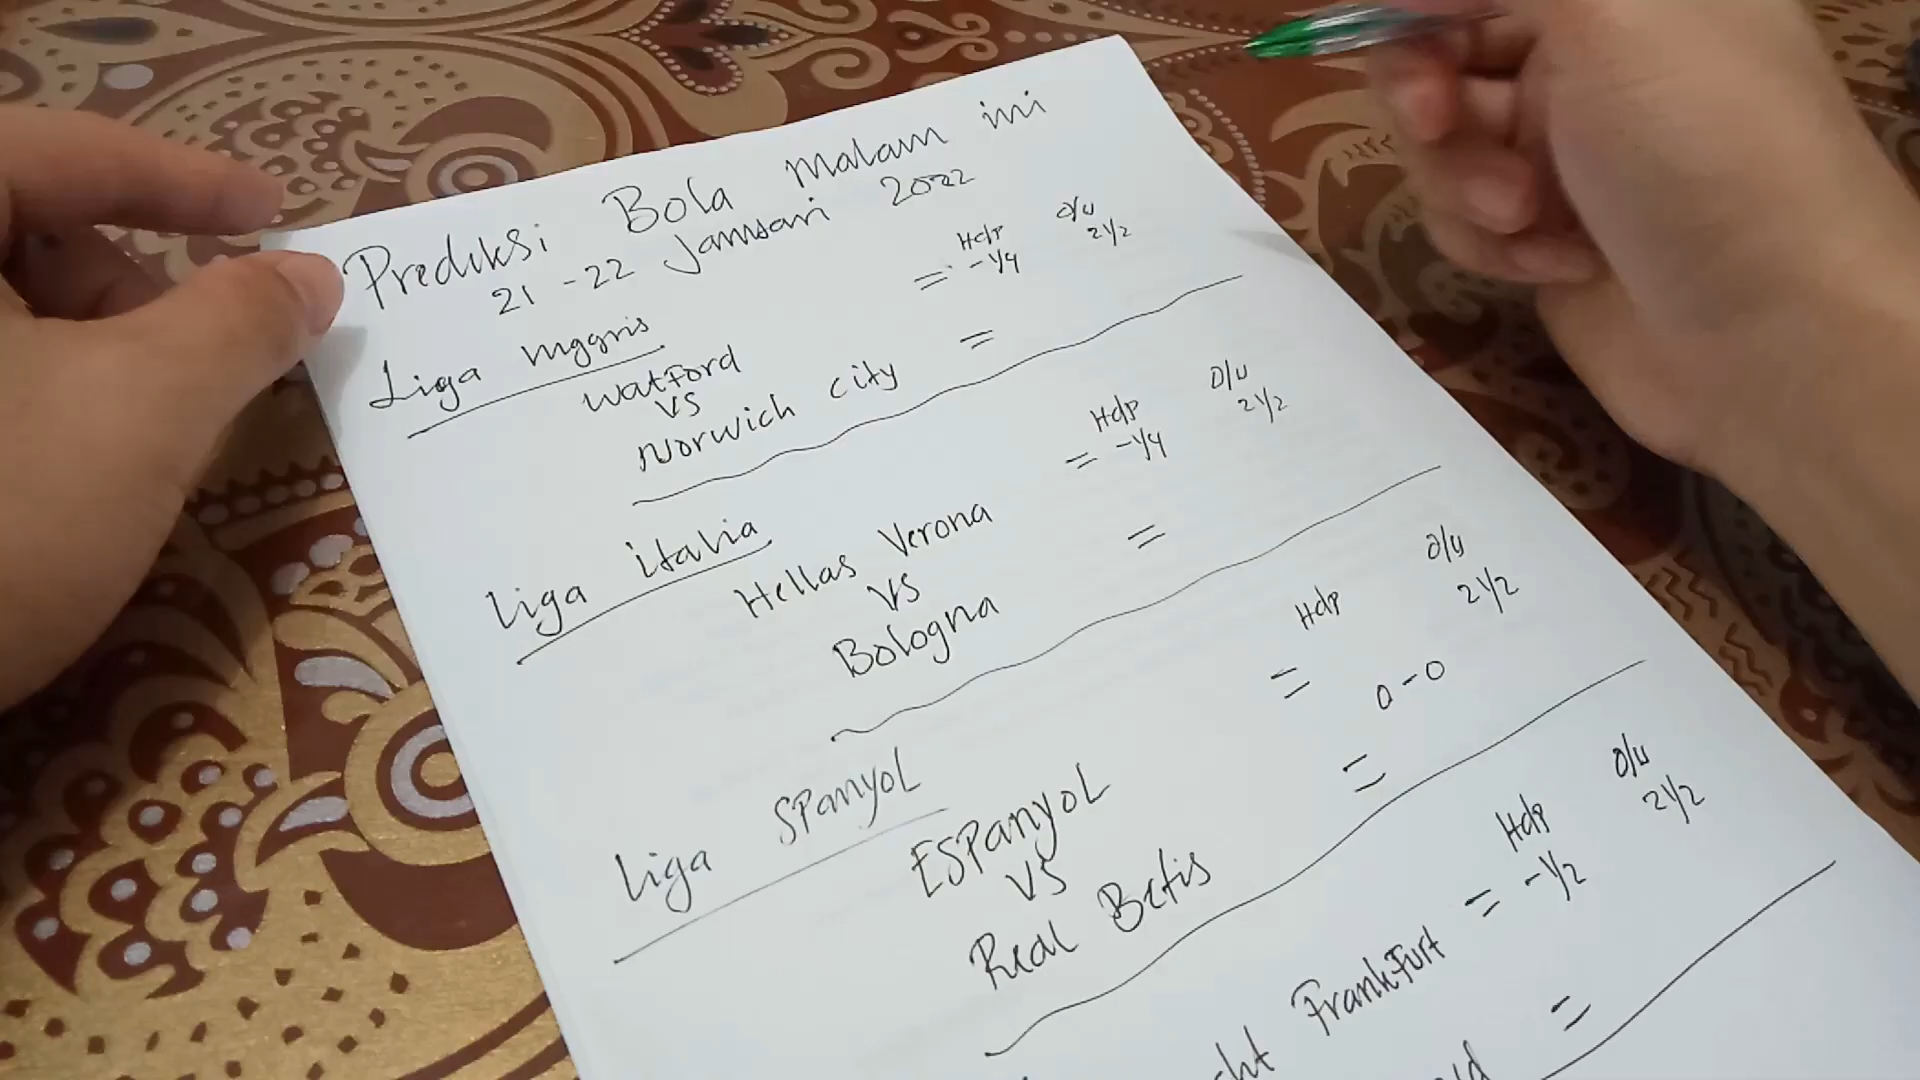 Prediksi Bola malam ini
21 - 22 Januari 2022
Liga inggris
Hdp O/U
watFord = -1/4 2 1/2
VS
Norwich city =
Liga italia
Hdp O/U
Hellas Verona = -1/4 2 1/2
VS
Bologna =
Liga SPanyoL
Hdp O/U
ESPanyoL = 0-0 2 1/2
VS
Real Betis =
Hdp O/U
cht FrankFurt = -1/2 2 1/2
ld =